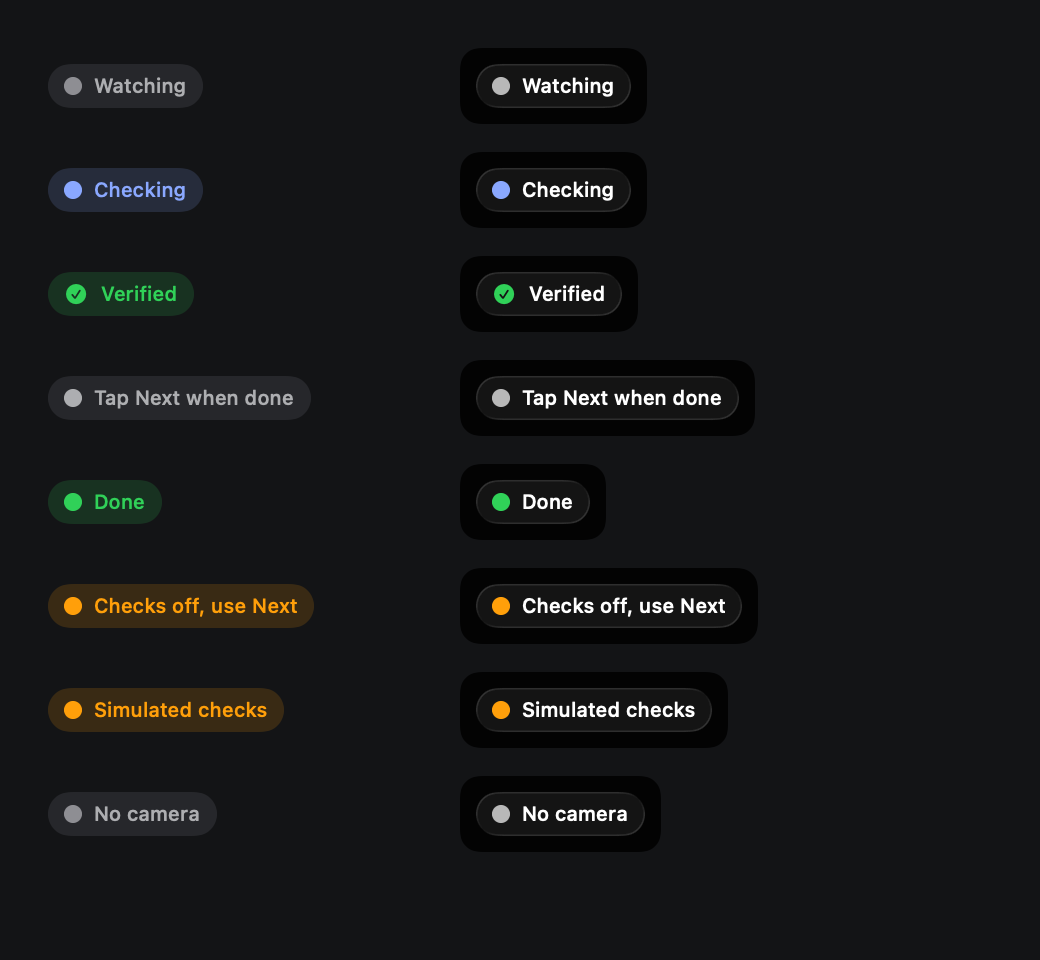 Watching Watching
Checking Checking
Verified Verified
Tap Next when done Tap Next when done
Done Done
Checks off, use Next Checks off, use Next
Simulated checks Simulated checks
No camera No camera